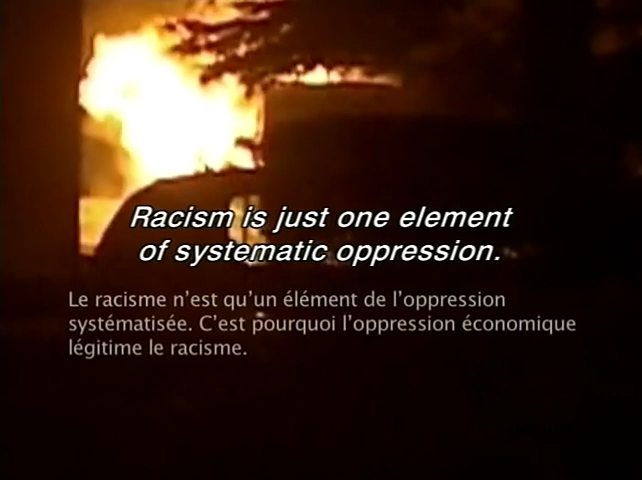 Racism is just one element
of systematic oppression.
Le racisme n'est qu'un élément de l'oppression
systématisée. C'est pourquoi l'oppression économique
légitime le racisme.